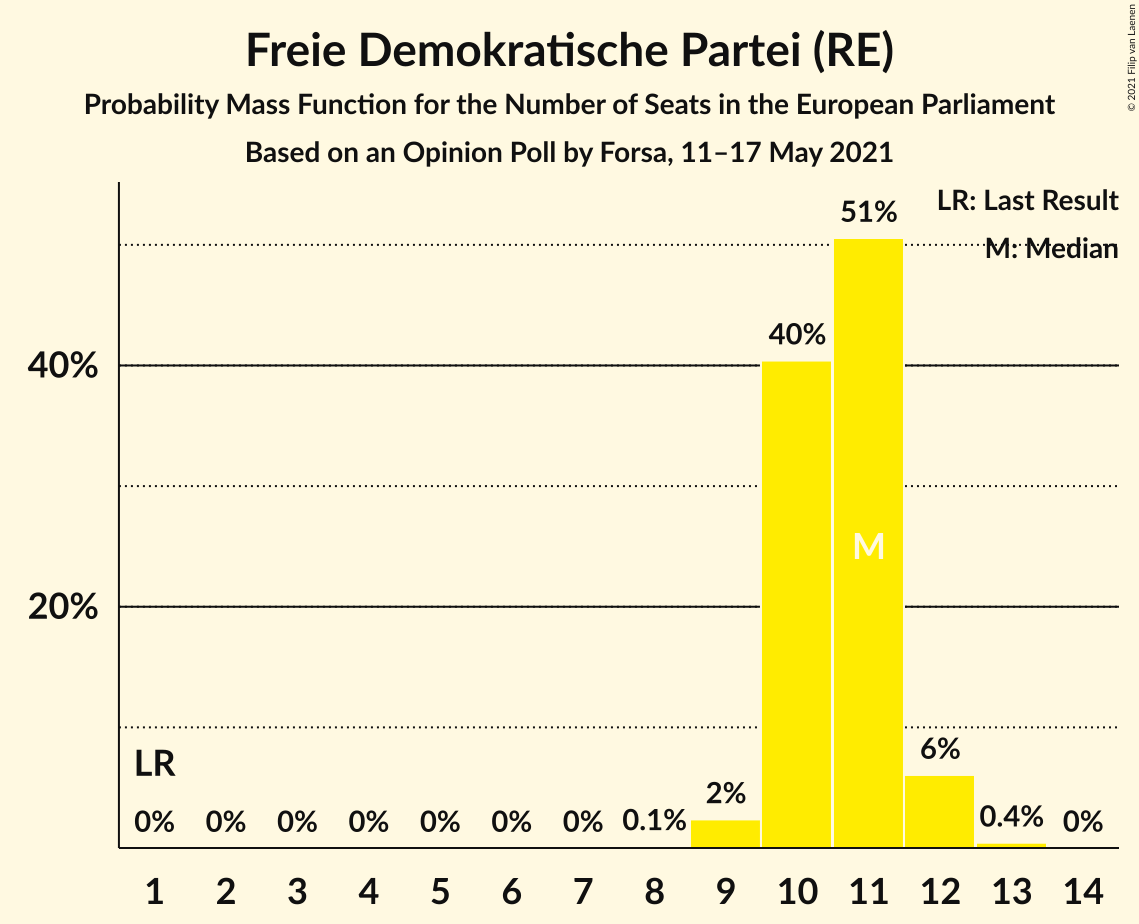 Freie Demokratische Partei (RE)
Probability Mass Function for the Number of Seats in the European Parliament
Based on an Opinion Poll by Forsa, 11–17 May 2021
© 2021 Filip van Laenen
LR: Last Result
M: Median
51%
40%
40%
M
20%
LR
6%
2%
0% 0% 0% 0% 0% 0% 0% 0.1% 0.4% 0%
1 2 3 4 5 6 7 8 9 10 11 12 13 14